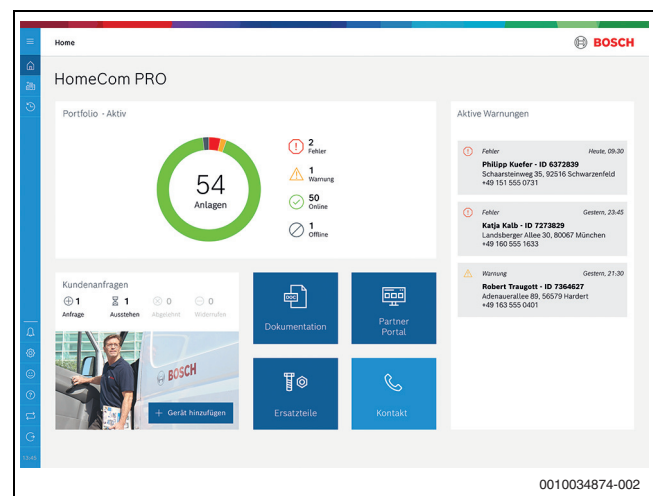 Home
BOSCH
HomeCom PRO
Portfolio - Aktiv
54
Anlagen
2
Fehler
1
Warnung
50
Online
1
Offline
Aktive Warnungen
Fehler Heute, 09:30
Philipp Kuefer - ID 6372839
Schaarsteinweg 35, 92516 Schwarzenfeld
+49 151 555 0731
Fehler Gestern, 23:45
Katja Kalb - ID 7273829
Landsberger Allee 30, 80067 München
+49 160 555 1633
Warnung Gestern, 21:30
Robert Traugott - ID 7364627
Adenauerallee 89, 56579 Hardert
+49 163 555 0401
Kundenanfragen
1 1 0 0
Anfrage Ausstehen Abgelehnt Widerrufen
BOSCH
+ Gerät hinzufügen
DOC
Dokumentation
Partner
Portal
Ersatzteile
Kontakt
13:45
0010034874-002